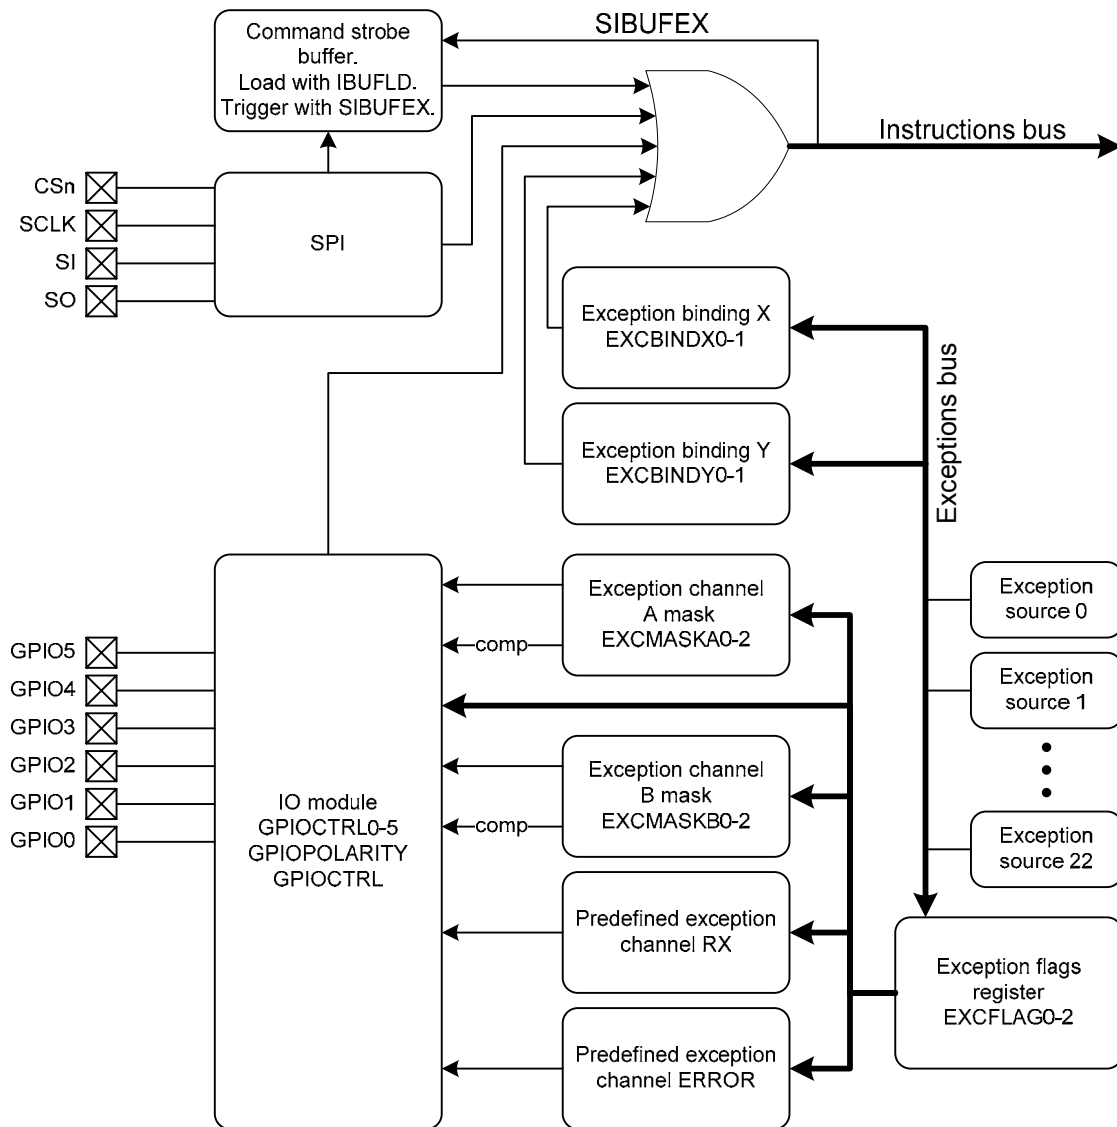 SIBUFEX
Command strobe
buffer.
Load with IBUFLD.
Trigger with SIBUFEX.
Instructions bus
CSn
SCLK
SI
SO
SPI
Exception binding X
EXCBINDX0-1
Exception binding Y
EXCBINDY0-1
Exceptions bus
Exception channel
A mask
EXCMASKA0-2
comp
Exception
source 0
Exception
source 1
Exception
source 22
GPIO5
GPIO4
GPIO3
GPIO2
GPIO1
GPIO0
IO module
GPIOCTRL0-5
GPIOPOLARITY
GPIOCTRL
Exception channel
B mask
EXCMASKB0-2
comp
Predefined exception
channel RX
Exception flags
register
EXCFLAG0-2
Predefined exception
channel ERROR